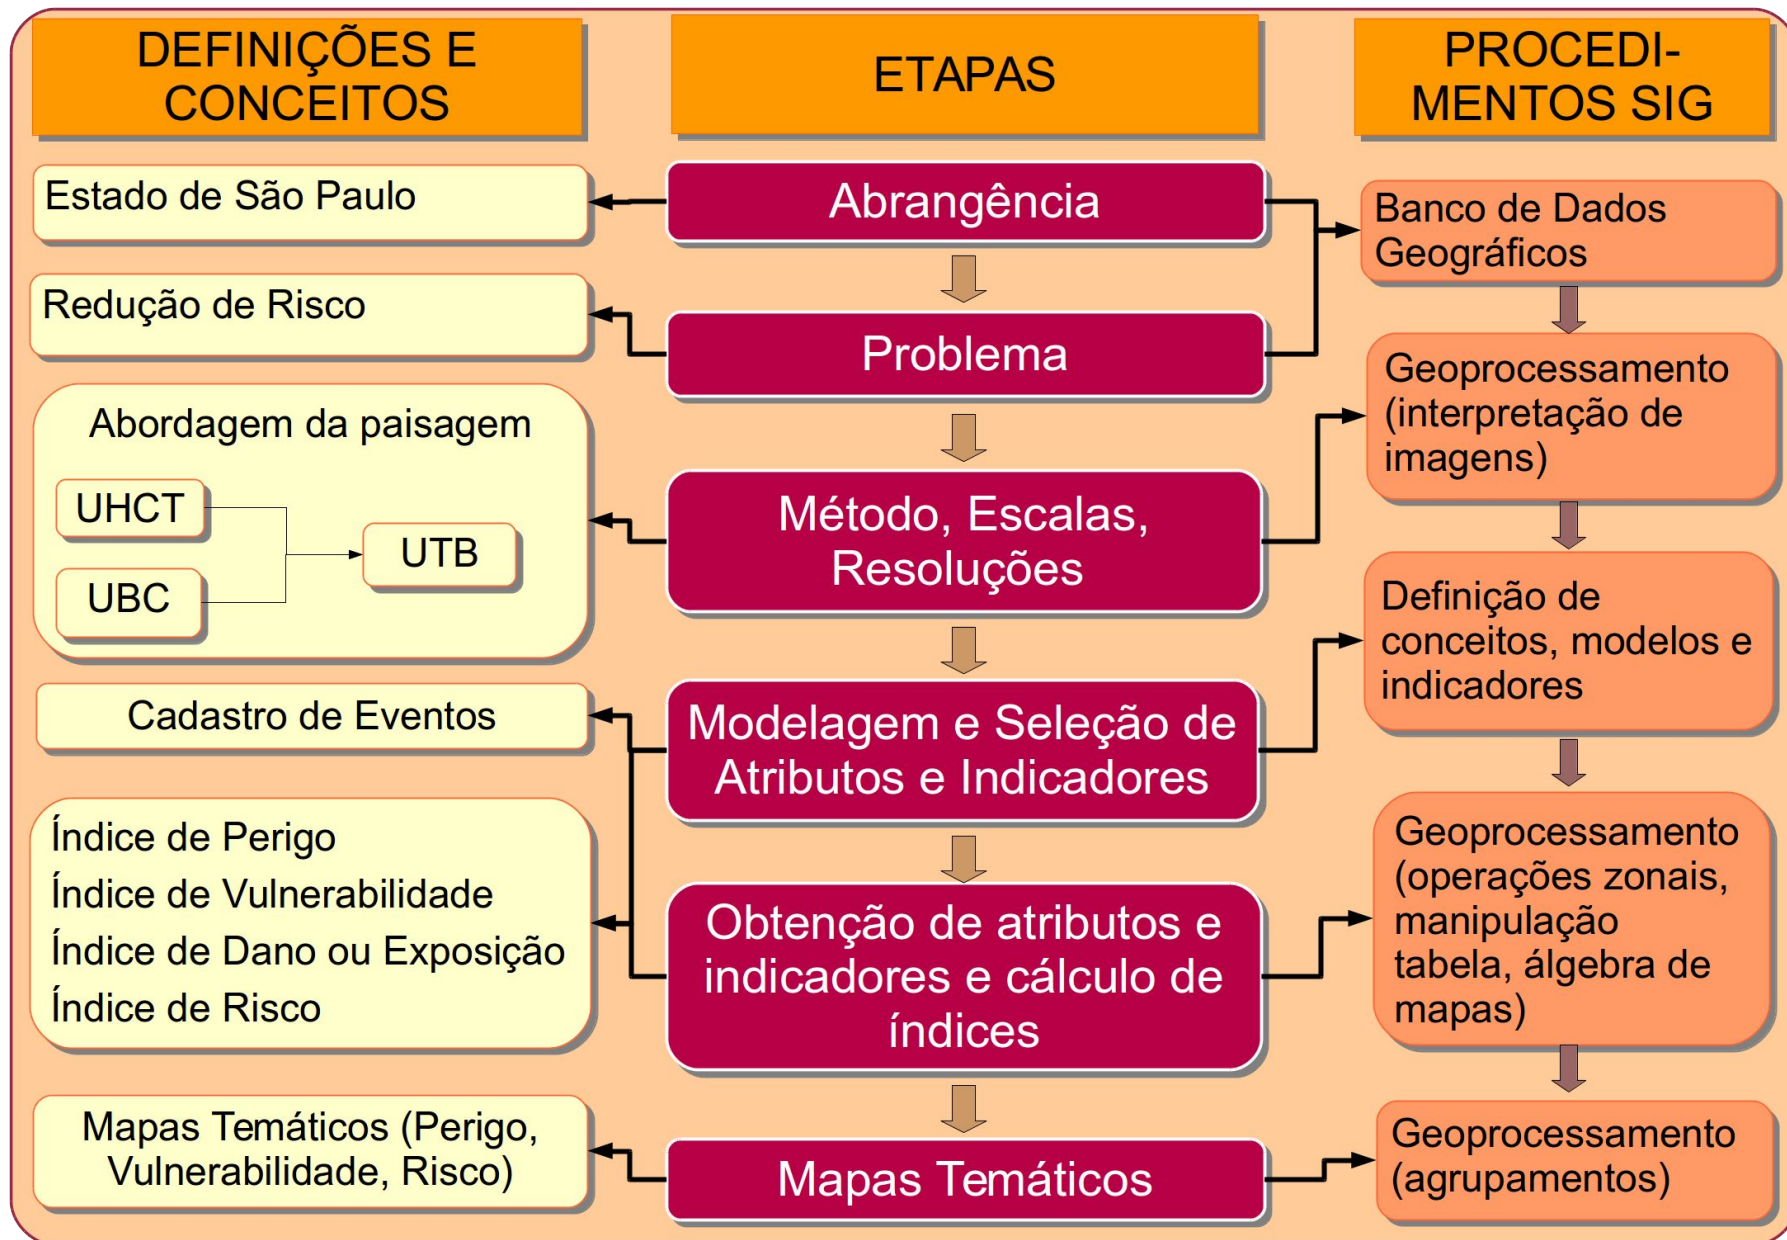 DEFINIÇÕES E
CONCEITOS
ETAPAS
PROCEDI-
MENTOS SIG
Estado de São Paulo
Redução de Risco
Abordagem da paisagem
UHCT
UBC
UTB
Cadastro de Eventos
Índice de Perigo
Índice de Vulnerabilidade
Índice de Dano ou Exposição
Índice de Risco
Mapas Temáticos (Perigo,
Vulnerabilidade, Risco)
Abrangência
Problema
Método, Escalas,
Resoluções
Modelagem e Seleção de
Atributos e Indicadores
Obtenção de atributos e
indicadores e cálculo de
índices
Mapas Temáticos
Banco de Dados
Geográficos
Geoprocessamento
(interpretação de
imagens)
Definição de
conceitos, modelos e
indicadores
Geoprocessamento
(operações zonais,
manipulação
tabela, álgebra de
mapas)
Geoprocessamento
(agrupamentos)